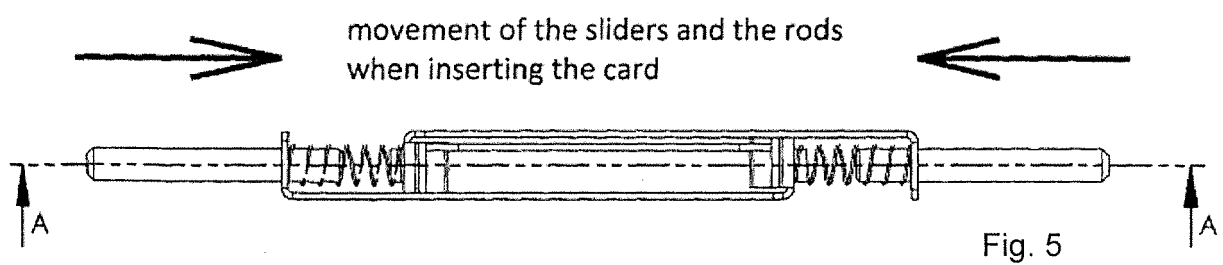 movement of the sliders and the rods
when inserting the card
A
A
Fig. 5